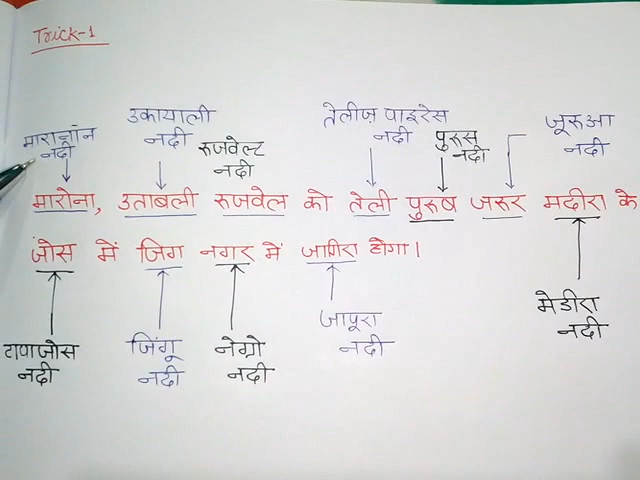 Trick-1
माराञॉन नदी
उकायाली नदी
रूजवेल्ट नदी
तेलीज़ पाइरेस नदी
पुरूस नदी
जूरूआ नदी
मारोना, उताबली रूजवेल को तेली पुरूष जरूर मदीरा के
जोस में जिग नगर में जागिरा होगा।
टापाजोस नदी
जिंगू नदी
नेग्रो नदी
जापूरा नदी
मेडीरा नदी